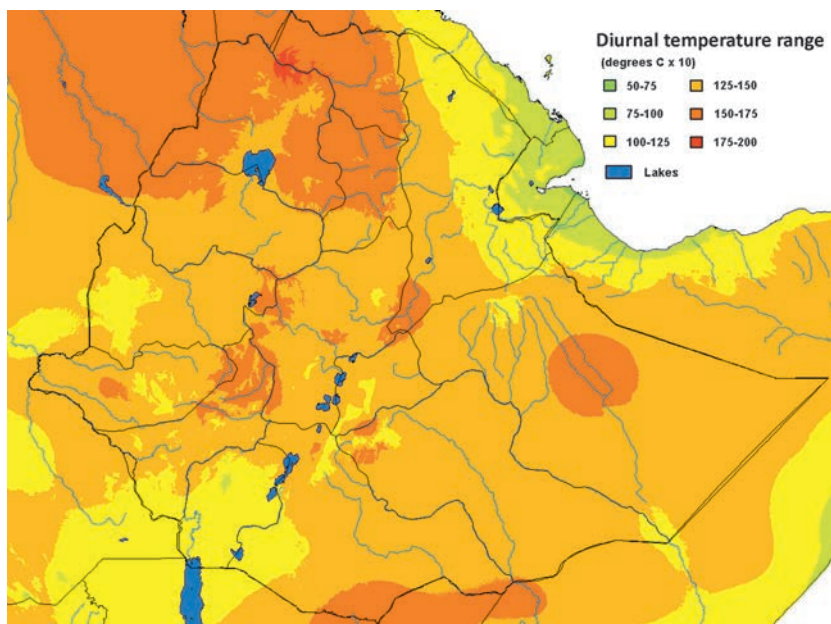 Diurnal temperature range
(degrees C x 10)
50-75
125-150
75-100
150-175
100-125
175-200
Lakes